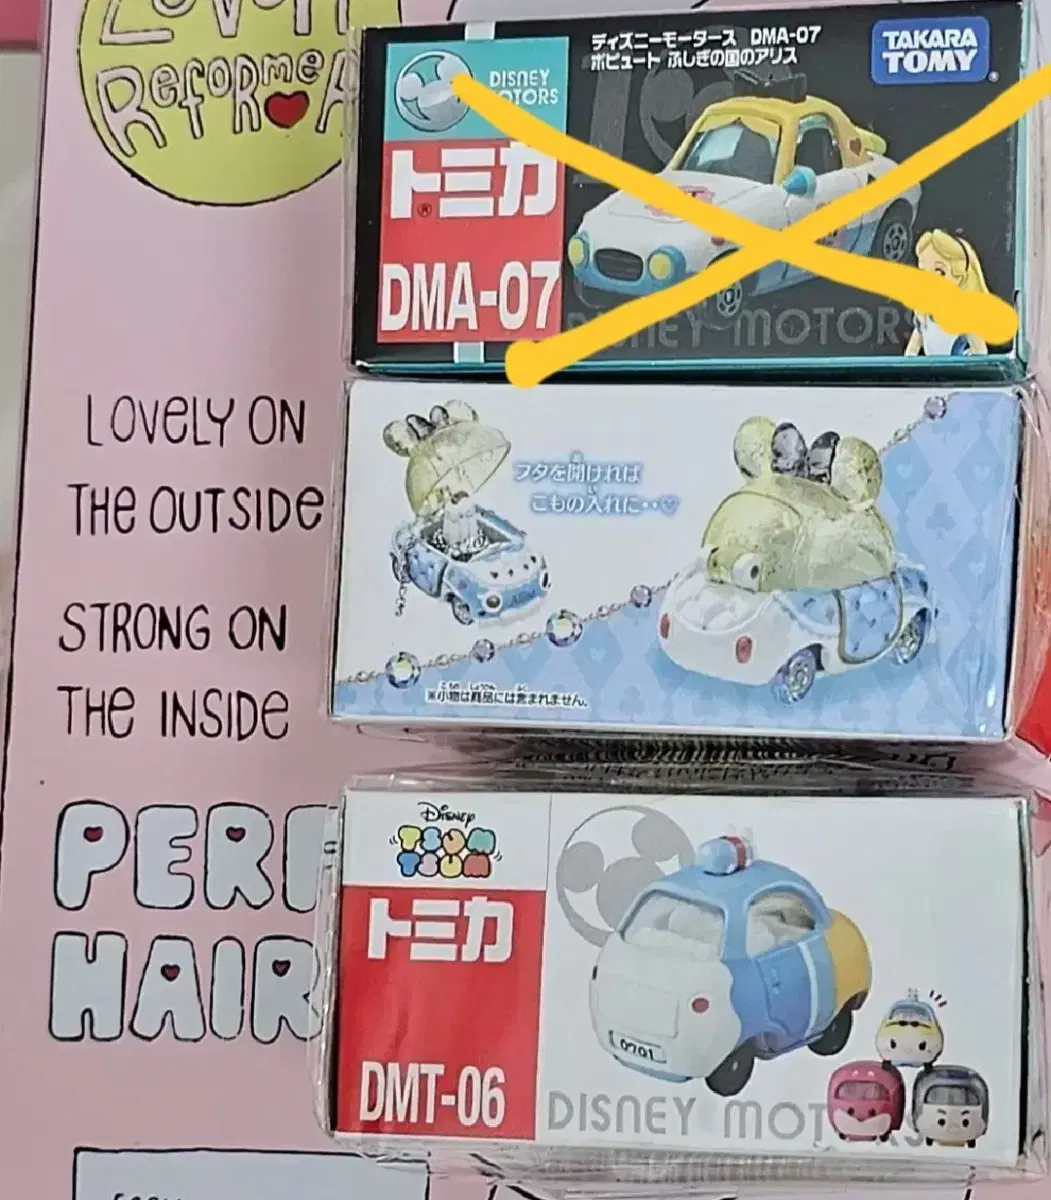 LOVELY
REFORMeA
ディズニーモータース DMA-07
ポピュート ふしぎの国のアリス
TAKARA
TOMY
DISNEY
MOTORS
トミカ
DMA-07
DISNEY MOTORS
LOVeLY ON
THe OUTSIDe
STRONG ON
THe INSIDe
PERF
HAIR
フタを開ければ
こもの入れに・・♡
※小物は商品には含まれません。
Disney
TSUM
TSUM
トミカ
DMT-06
0701
DISNEY MOTORS